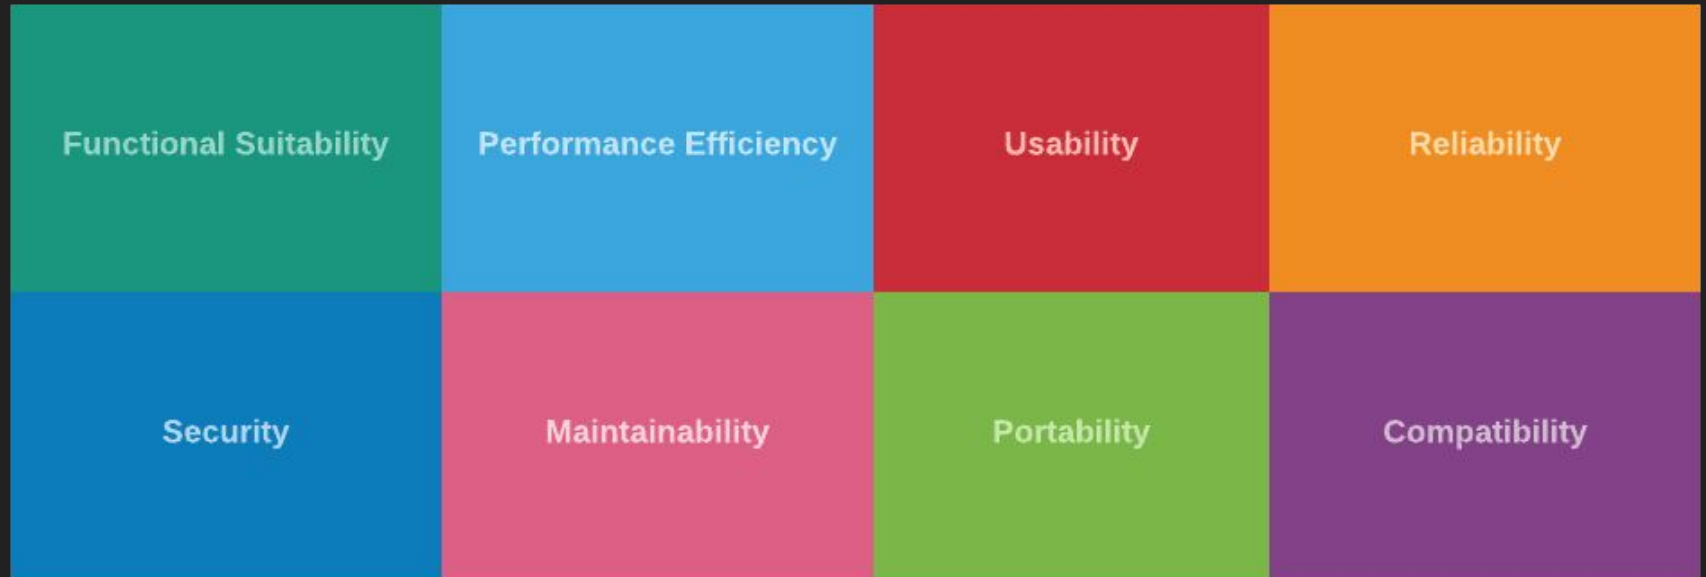 Functional Suitability
Performance Efficiency
Usability
Reliability
Security
Maintainability
Portability
Compatibility